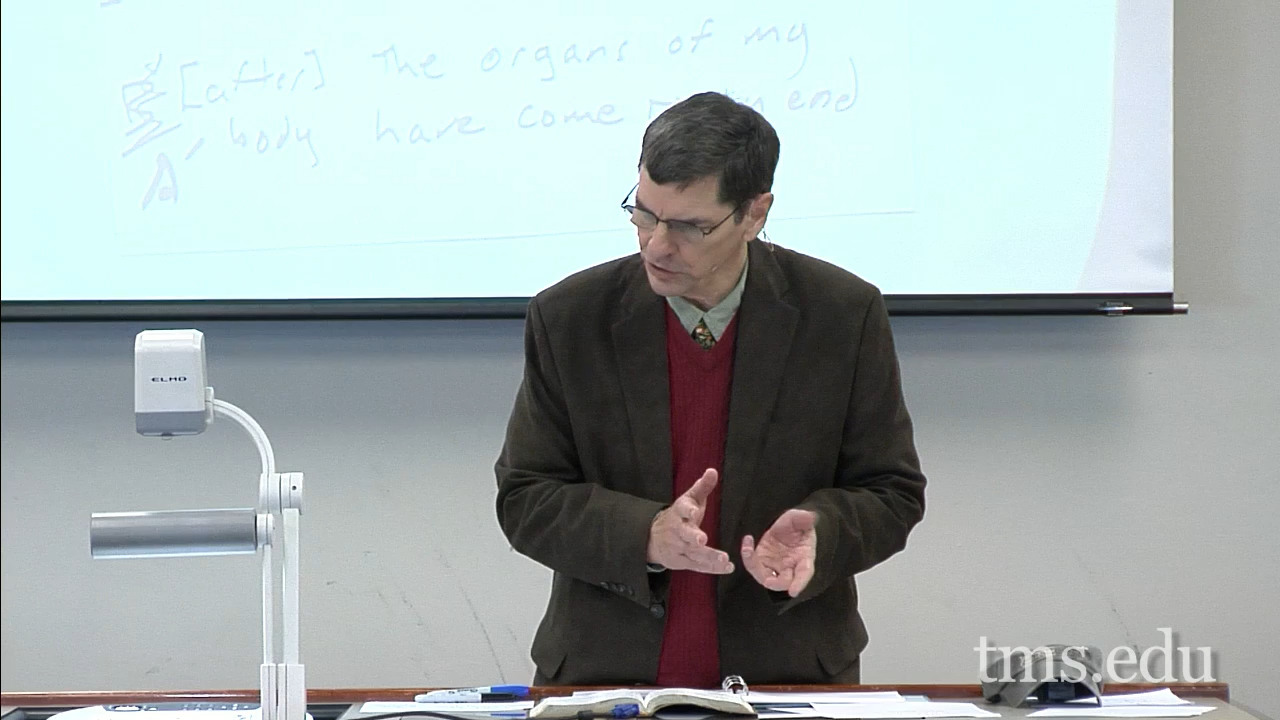 [after] The organs of my
body have come end
A
ELMO
tms.edu